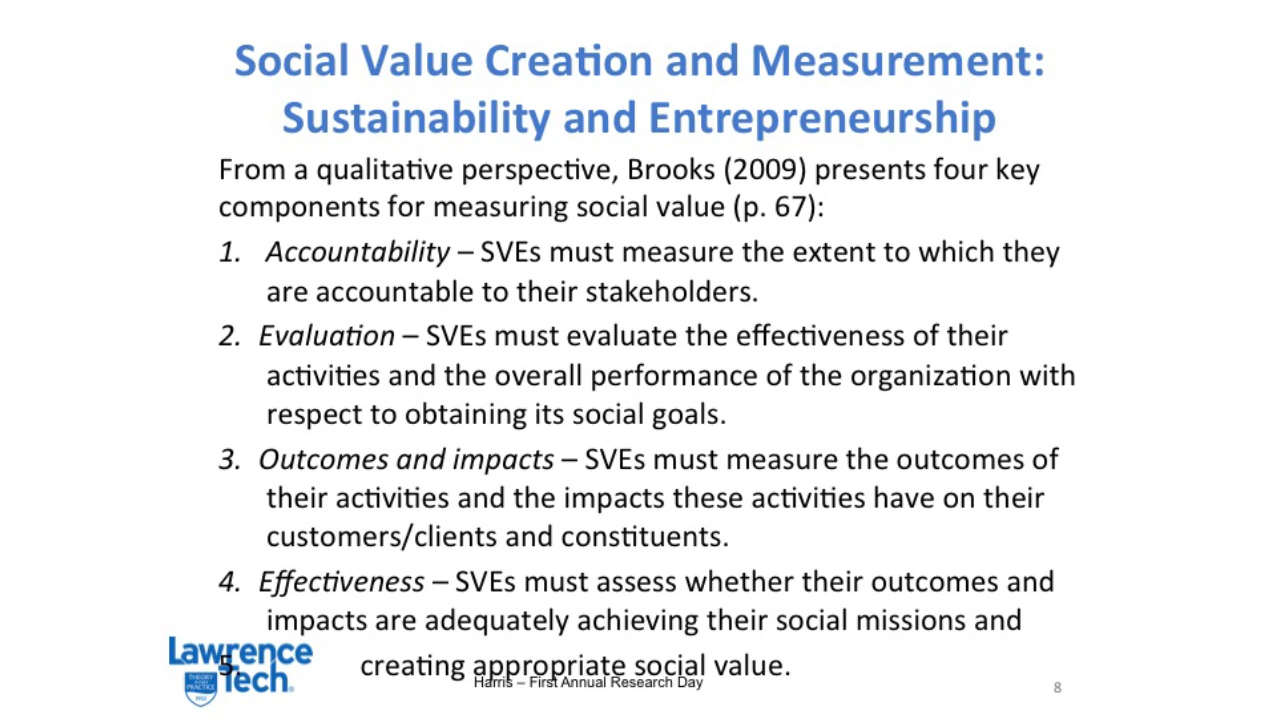 Social Value Creation and Measurement:
Sustainability and Entrepreneurship
From a qualitative perspective, Brooks (2009) presents four key
components for measuring social value (p. 67):
1. Accountability – SVEs must measure the extent to which they
are accountable to their stakeholders.
2. Evaluation – SVEs must evaluate the effectiveness of their
activities and the overall performance of the organization with
respect to obtaining its social goals.
3. Outcomes and impacts – SVEs must measure the outcomes of
their activities and the impacts these activities have on their
customers/clients and constituents.
4. Effectiveness – SVEs must assess whether their outcomes and
impacts are adequately achieving their social missions and
5. creating appropriate social value.
Lawrence
Tech
THEORY
AND
PRACTICE
Harris – First Annual Research Day
8